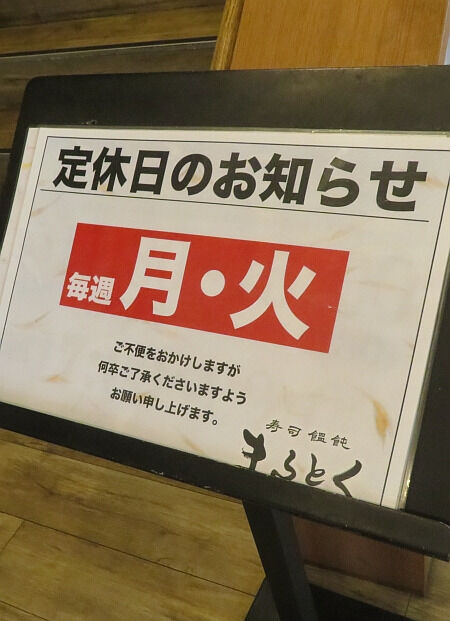 定休日のお知らせ
毎週 月・火
ご不便をおかけしますが
何卒ご了承くださいますよう
お願い申し上げます。
寿司 饂飩
まるとく